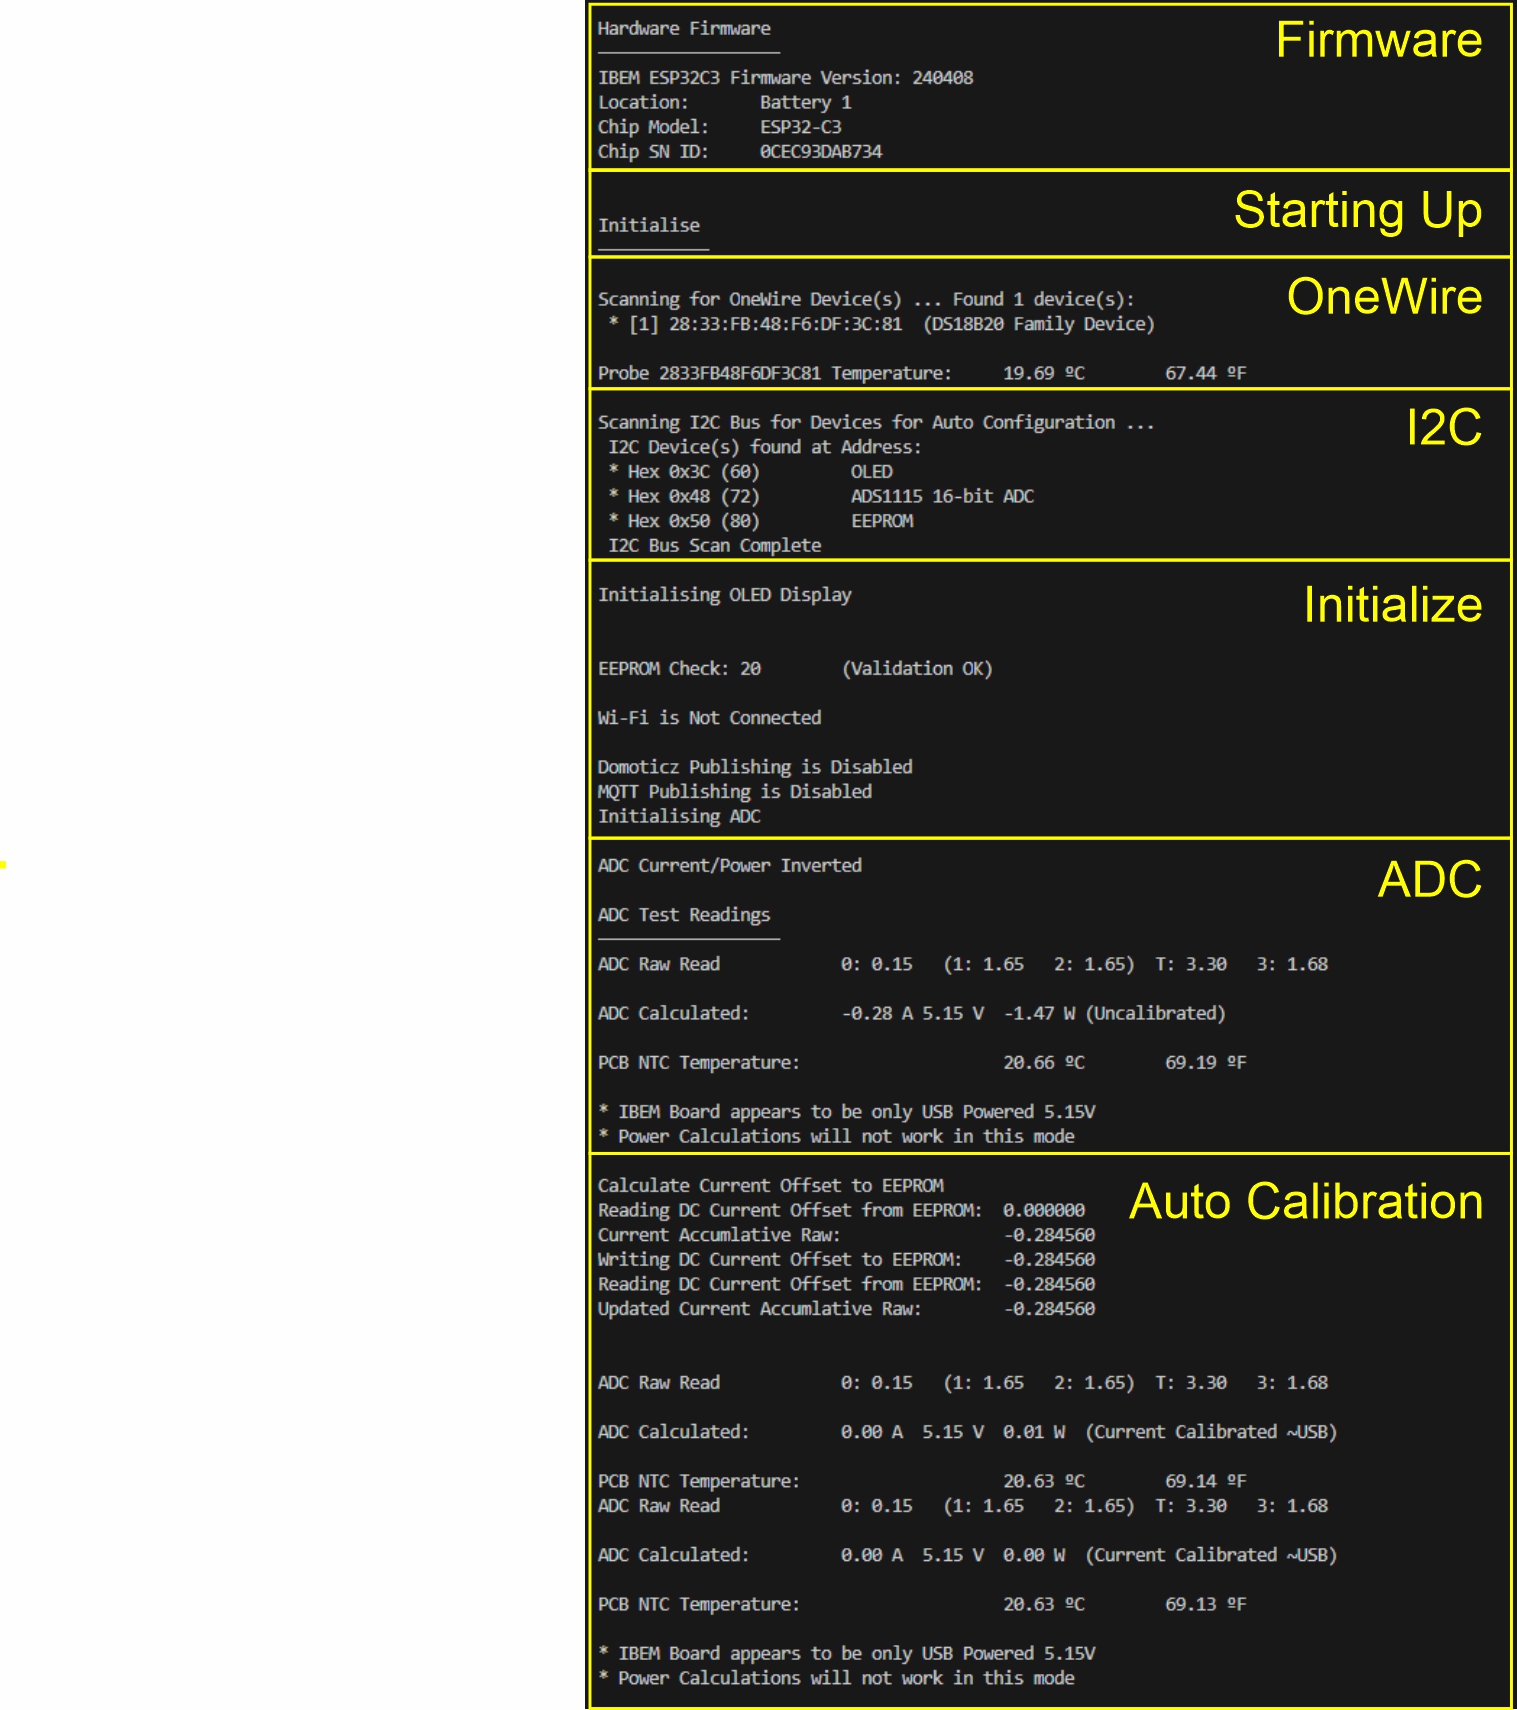 Hardware Firmware
Firmware
IBEM ESP32C3 Firmware Version: 240408
Location: Battery 1
Chip Model: ESP32-C3
Chip SN ID: 0CEC93DAB734
Starting Up
Initialise
OneWire
Scanning for OneWire Device(s) ... Found 1 device(s):
* [1] 28:33:FB:48:F6:DF:3C:81 (DS18B20 Family Device)
Probe 2833FB48F6DF3C81 Temperature: 19.69 ºC 67.44 ºF
Scanning I2C Bus for Devices for Auto Configuration ...
I2C
I2C Device(s) found at Address:
* Hex 0x3C (60) OLED
* Hex 0x48 (72) ADS1115 16-bit ADC
* Hex 0x50 (80) EEPROM
I2C Bus Scan Complete
Initialising OLED Display
Initialize
EEPROM Check: 20 (Validation OK)
Wi-Fi is Not Connected
Domoticz Publishing is Disabled
MQTT Publishing is Disabled
Initialising ADC
ADC Current/Power Inverted
ADC
ADC Test Readings
ADC Raw Read 0: 0.15 (1: 1.65 2: 1.65) T: 3.30 3: 1.68
ADC Calculated: -0.28 A 5.15 V -1.47 W (Uncalibrated)
PCB NTC Temperature: 20.66 ºC 69.19 ºF
* IBEM Board appears to be only USB Powered 5.15V
* Power Calculations will not work in this mode
Calculate Current Offset to EEPROM
Auto Calibration
Reading DC Current Offset from EEPROM: 0.000000
Current Accumlative Raw: -0.284560
Writing DC Current Offset to EEPROM: -0.284560
Reading DC Current Offset from EEPROM: -0.284560
Updated Current Accumlative Raw: -0.284560
ADC Raw Read 0: 0.15 (1: 1.65 2: 1.65) T: 3.30 3: 1.68
ADC Calculated: 0.00 A 5.15 V 0.01 W (Current Calibrated ~USB)
PCB NTC Temperature: 20.63 ºC 69.14 ºF
ADC Raw Read 0: 0.15 (1: 1.65 2: 1.65) T: 3.30 3: 1.68
ADC Calculated: 0.00 A 5.15 V 0.00 W (Current Calibrated ~USB)
PCB NTC Temperature: 20.63 ºC 69.13 ºF
* IBEM Board appears to be only USB Powered 5.15V
* Power Calculations will not work in this mode